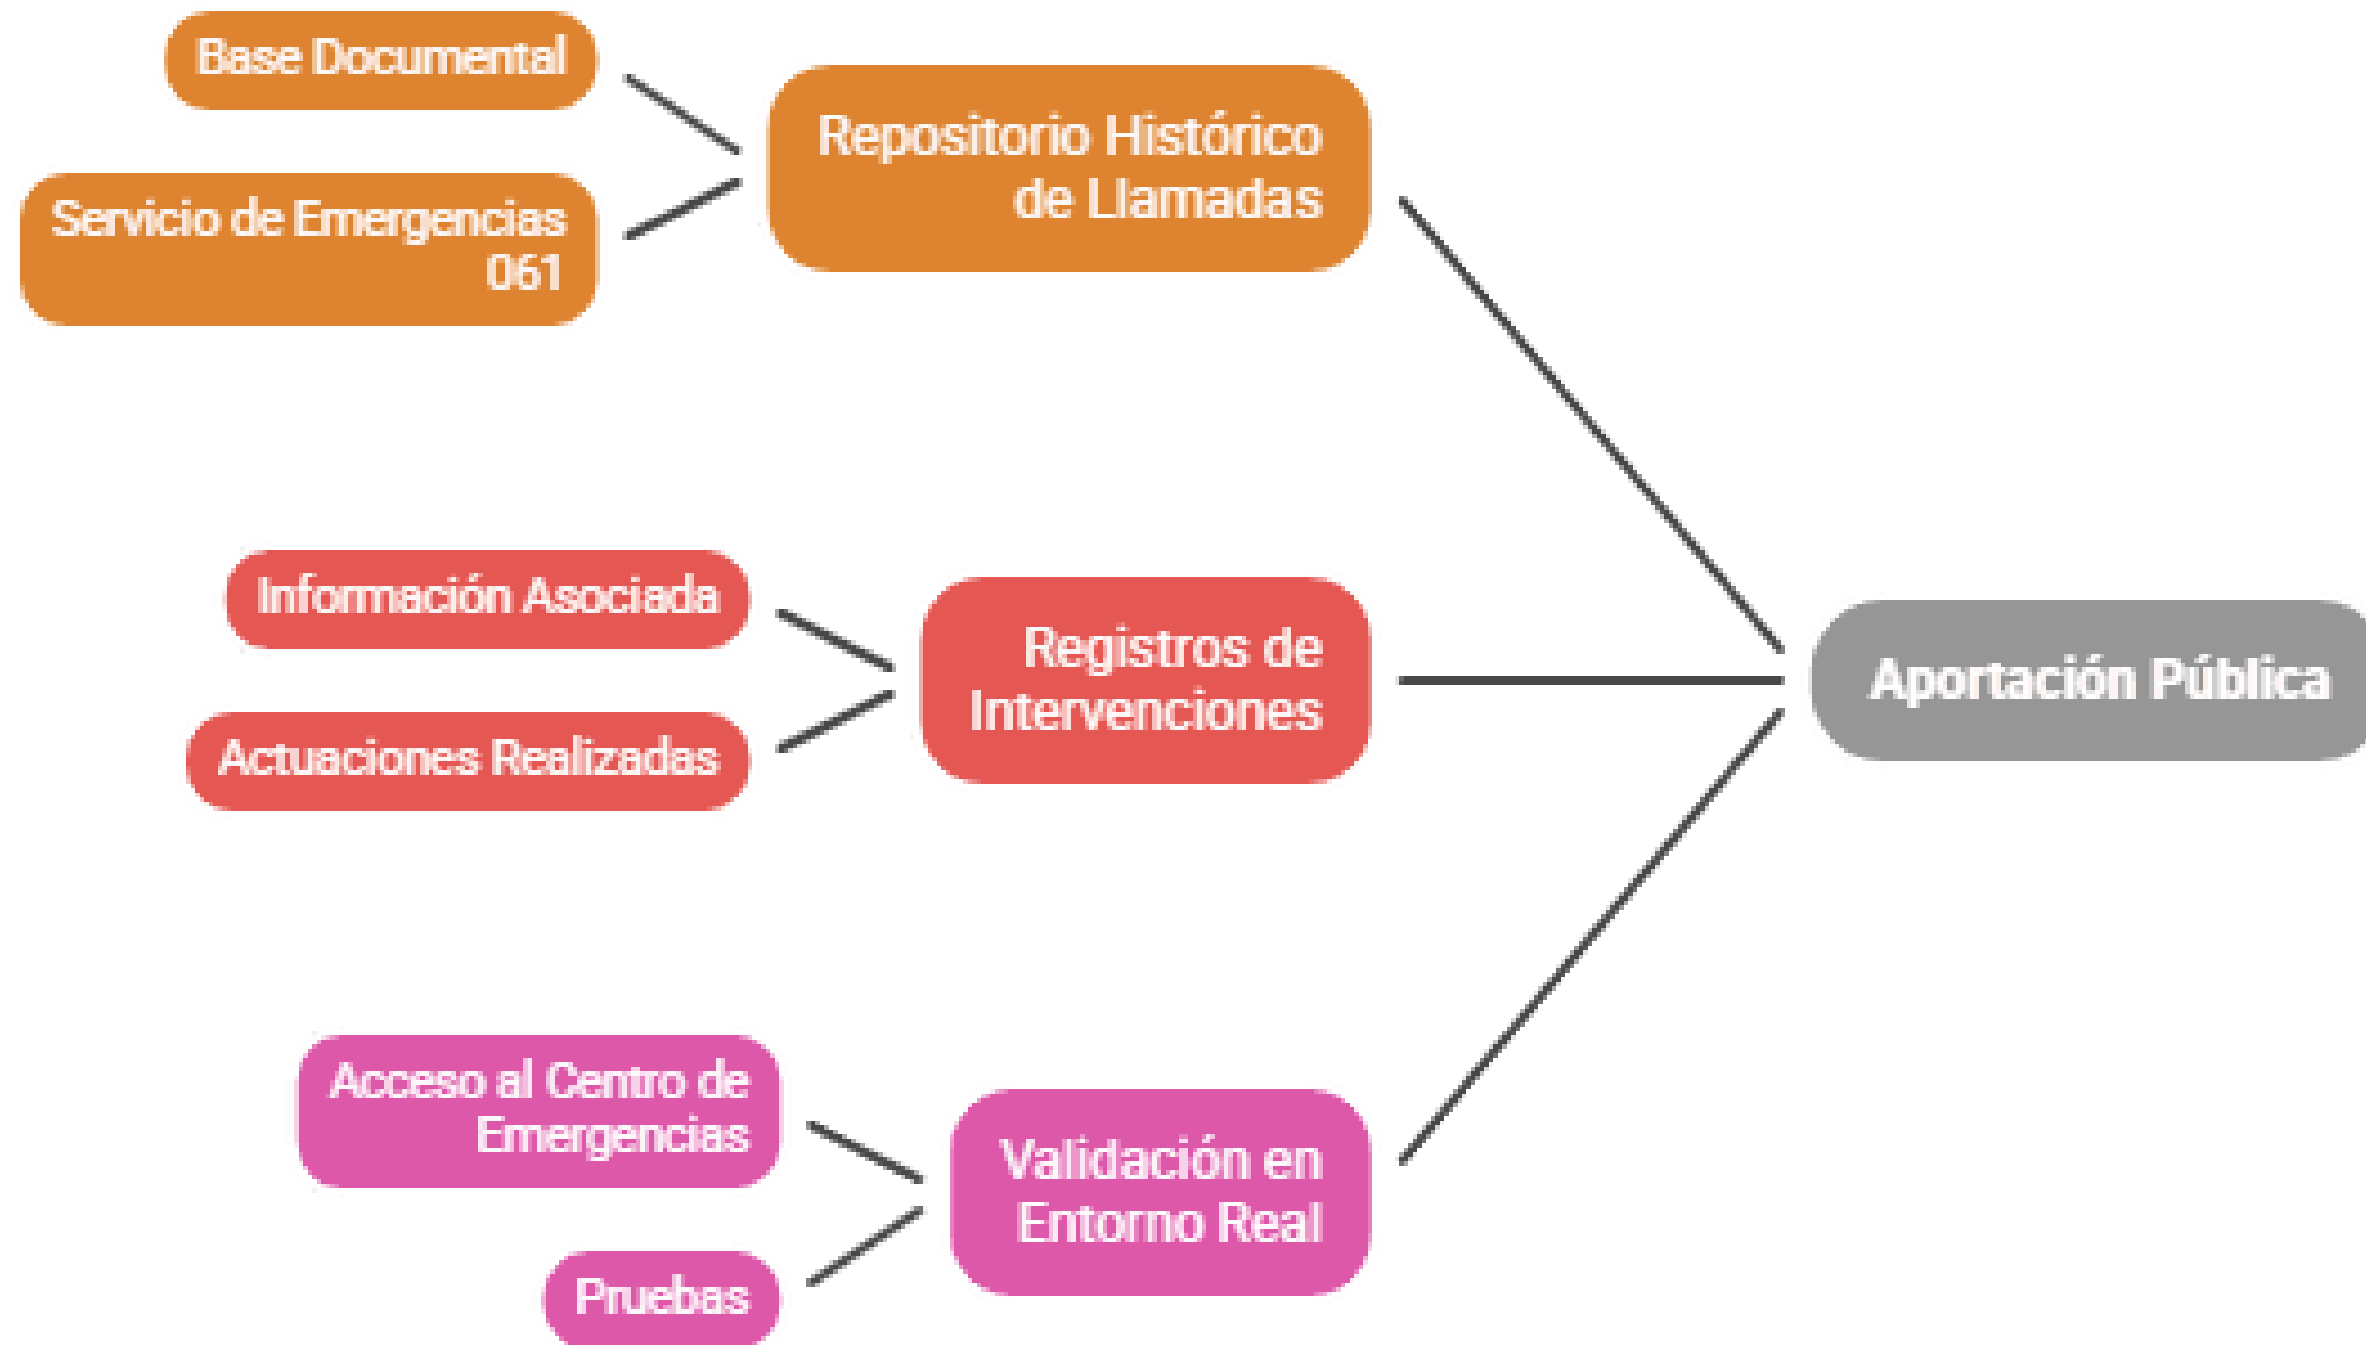 Base Documental
Servicio de Emergencias
061
Repositorio Histórico
de Llamadas
Información Asociada
Actuaciones Realizadas
Registros de
Intervenciones
Aportación Pública
Acceso al Centro de
Emergencias
Pruebas
Validación en
Entorno Real